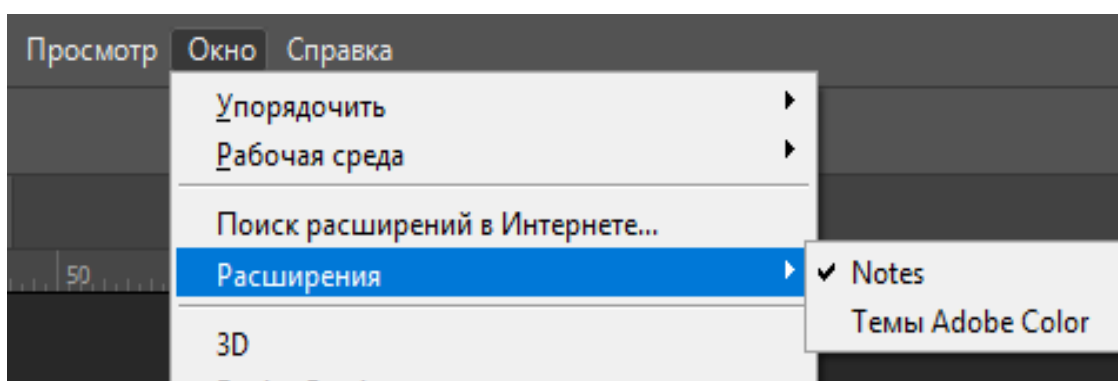 Просмотр Окно Справка
Упорядочить
Рабочая среда
Поиск расширений в Интернете...
50
Расширения
✔ Notes
Темы Adobe Color
3D